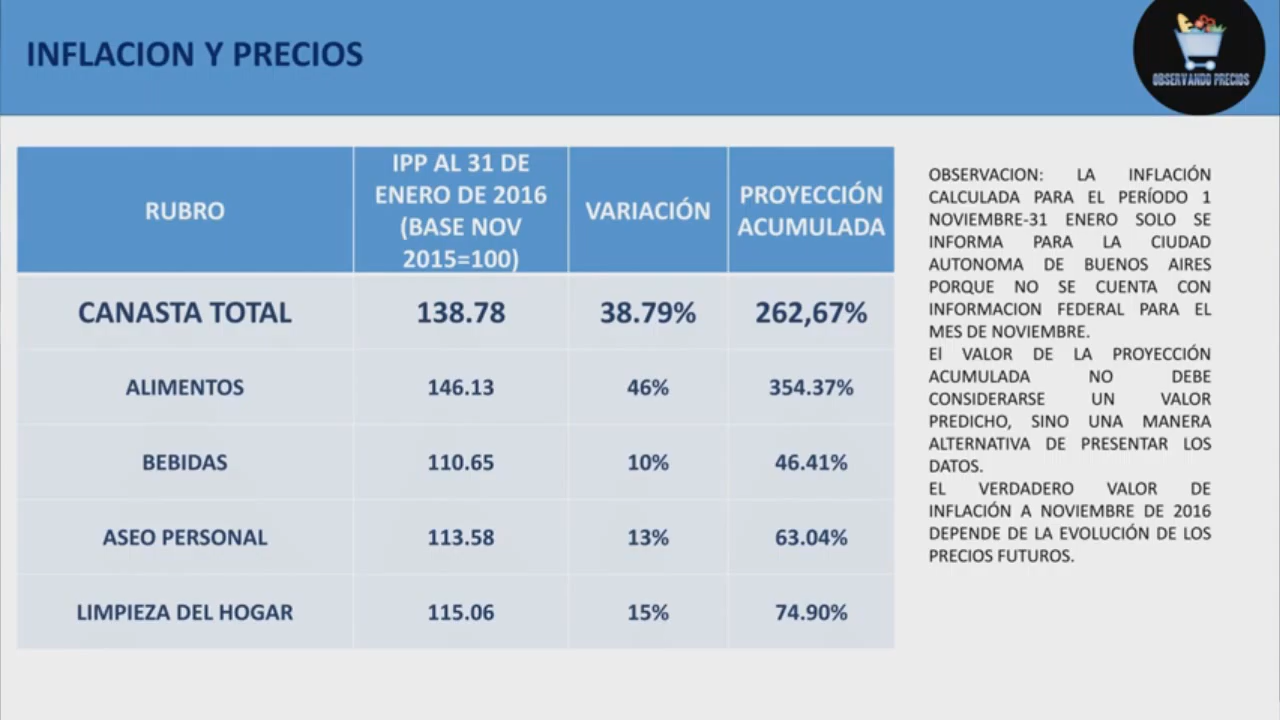 INFLACION Y PRECIOS
OBSERVANDO PRECIOS
RUBRO
IPP AL 31 DE
ENERO DE 2016
(BASE NOV
2015=100)
VARIACIÓN
PROYECCIÓN
ACUMULADA
CANASTA TOTAL 138.78 38.79% 262,67%
ALIMENTOS 146.13 46% 354.37%
BEBIDAS 110.65 10% 46.41%
ASEO PERSONAL 113.58 13% 63.04%
LIMPIEZA DEL HOGAR 115.06 15% 74.90%
OBSERVACION: LA INFLACIÓN
CALCULADA PARA EL PERÍODO 1
NOVIEMBRE-31 ENERO SOLO SE
INFORMA PARA LA CIUDAD
AUTONOMA DE BUENOS AIRES
PORQUE NO SE CUENTA CON
INFORMACION FEDERAL PARA EL
MES DE NOVIEMBRE.
El VALOR DE LA PROYECCIÓN
ACUMULADA NO DEBE
CONSIDERARSE UN VALOR
PREDICHO, SINO UNA MANERA
ALTERNATIVA DE PRESENTAR LOS
DATOS.
EL VERDADERO VALOR DE
INFLACIÓN A NOVIEMBRE DE 2016
DEPENDE DE LA EVOLUCIÓN DE LOS
PRECIOS FUTUROS.